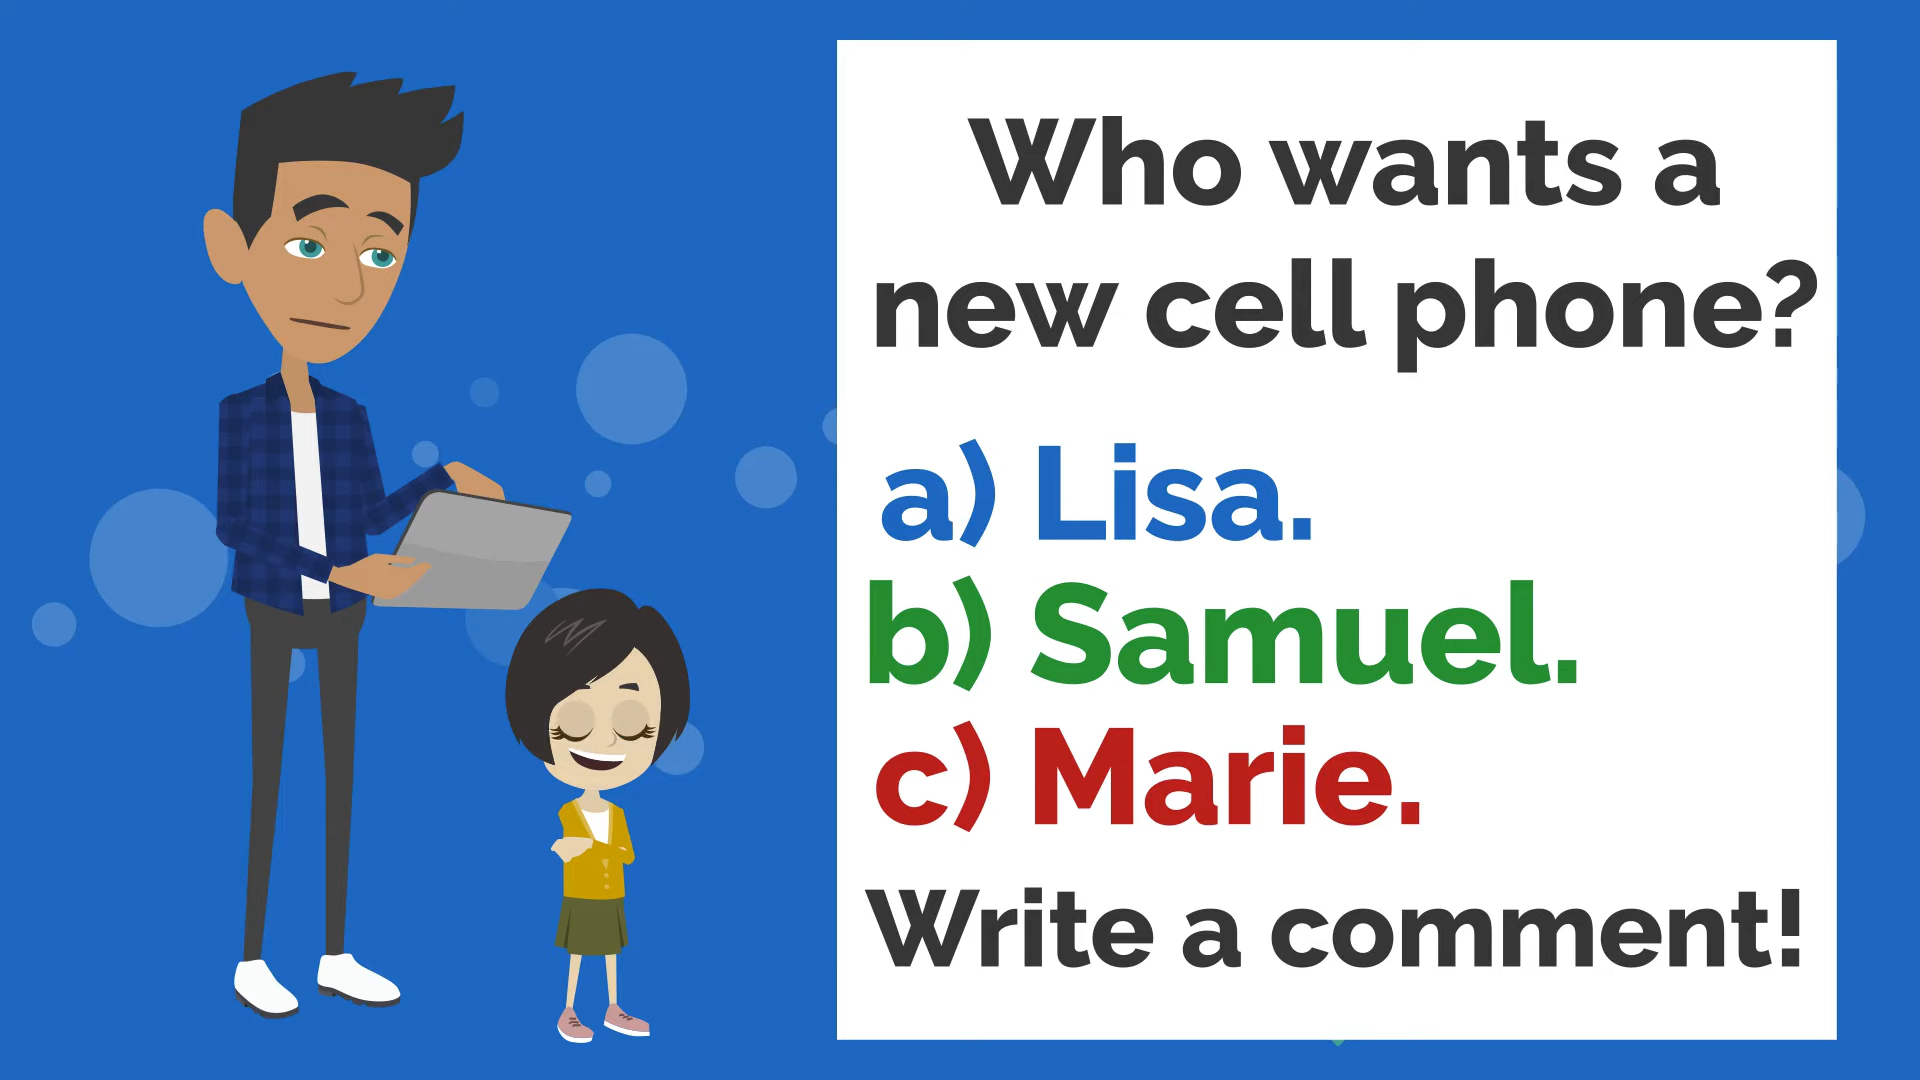 Who wants a
new cell phone?
a) Lisa.
b) Samuel.
c) Marie.
Write a comment!